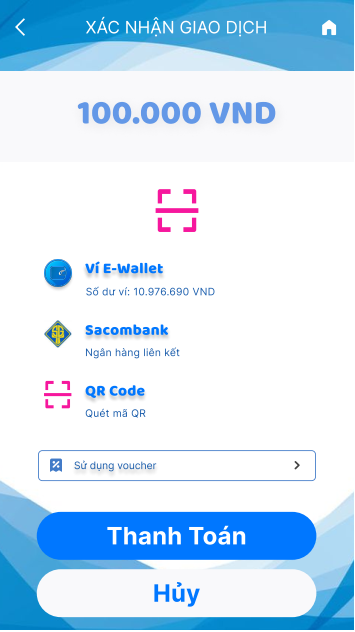 XÁC NHẬN GIAO DỊCH
100.000 VND
Ví E-Wallet
Số dư ví: 10.976.690 VND
Sacombank
Ngân hàng liên kết
QR Code
Quét mã QR
Sử dụng voucher
Thanh Toán
Hủy